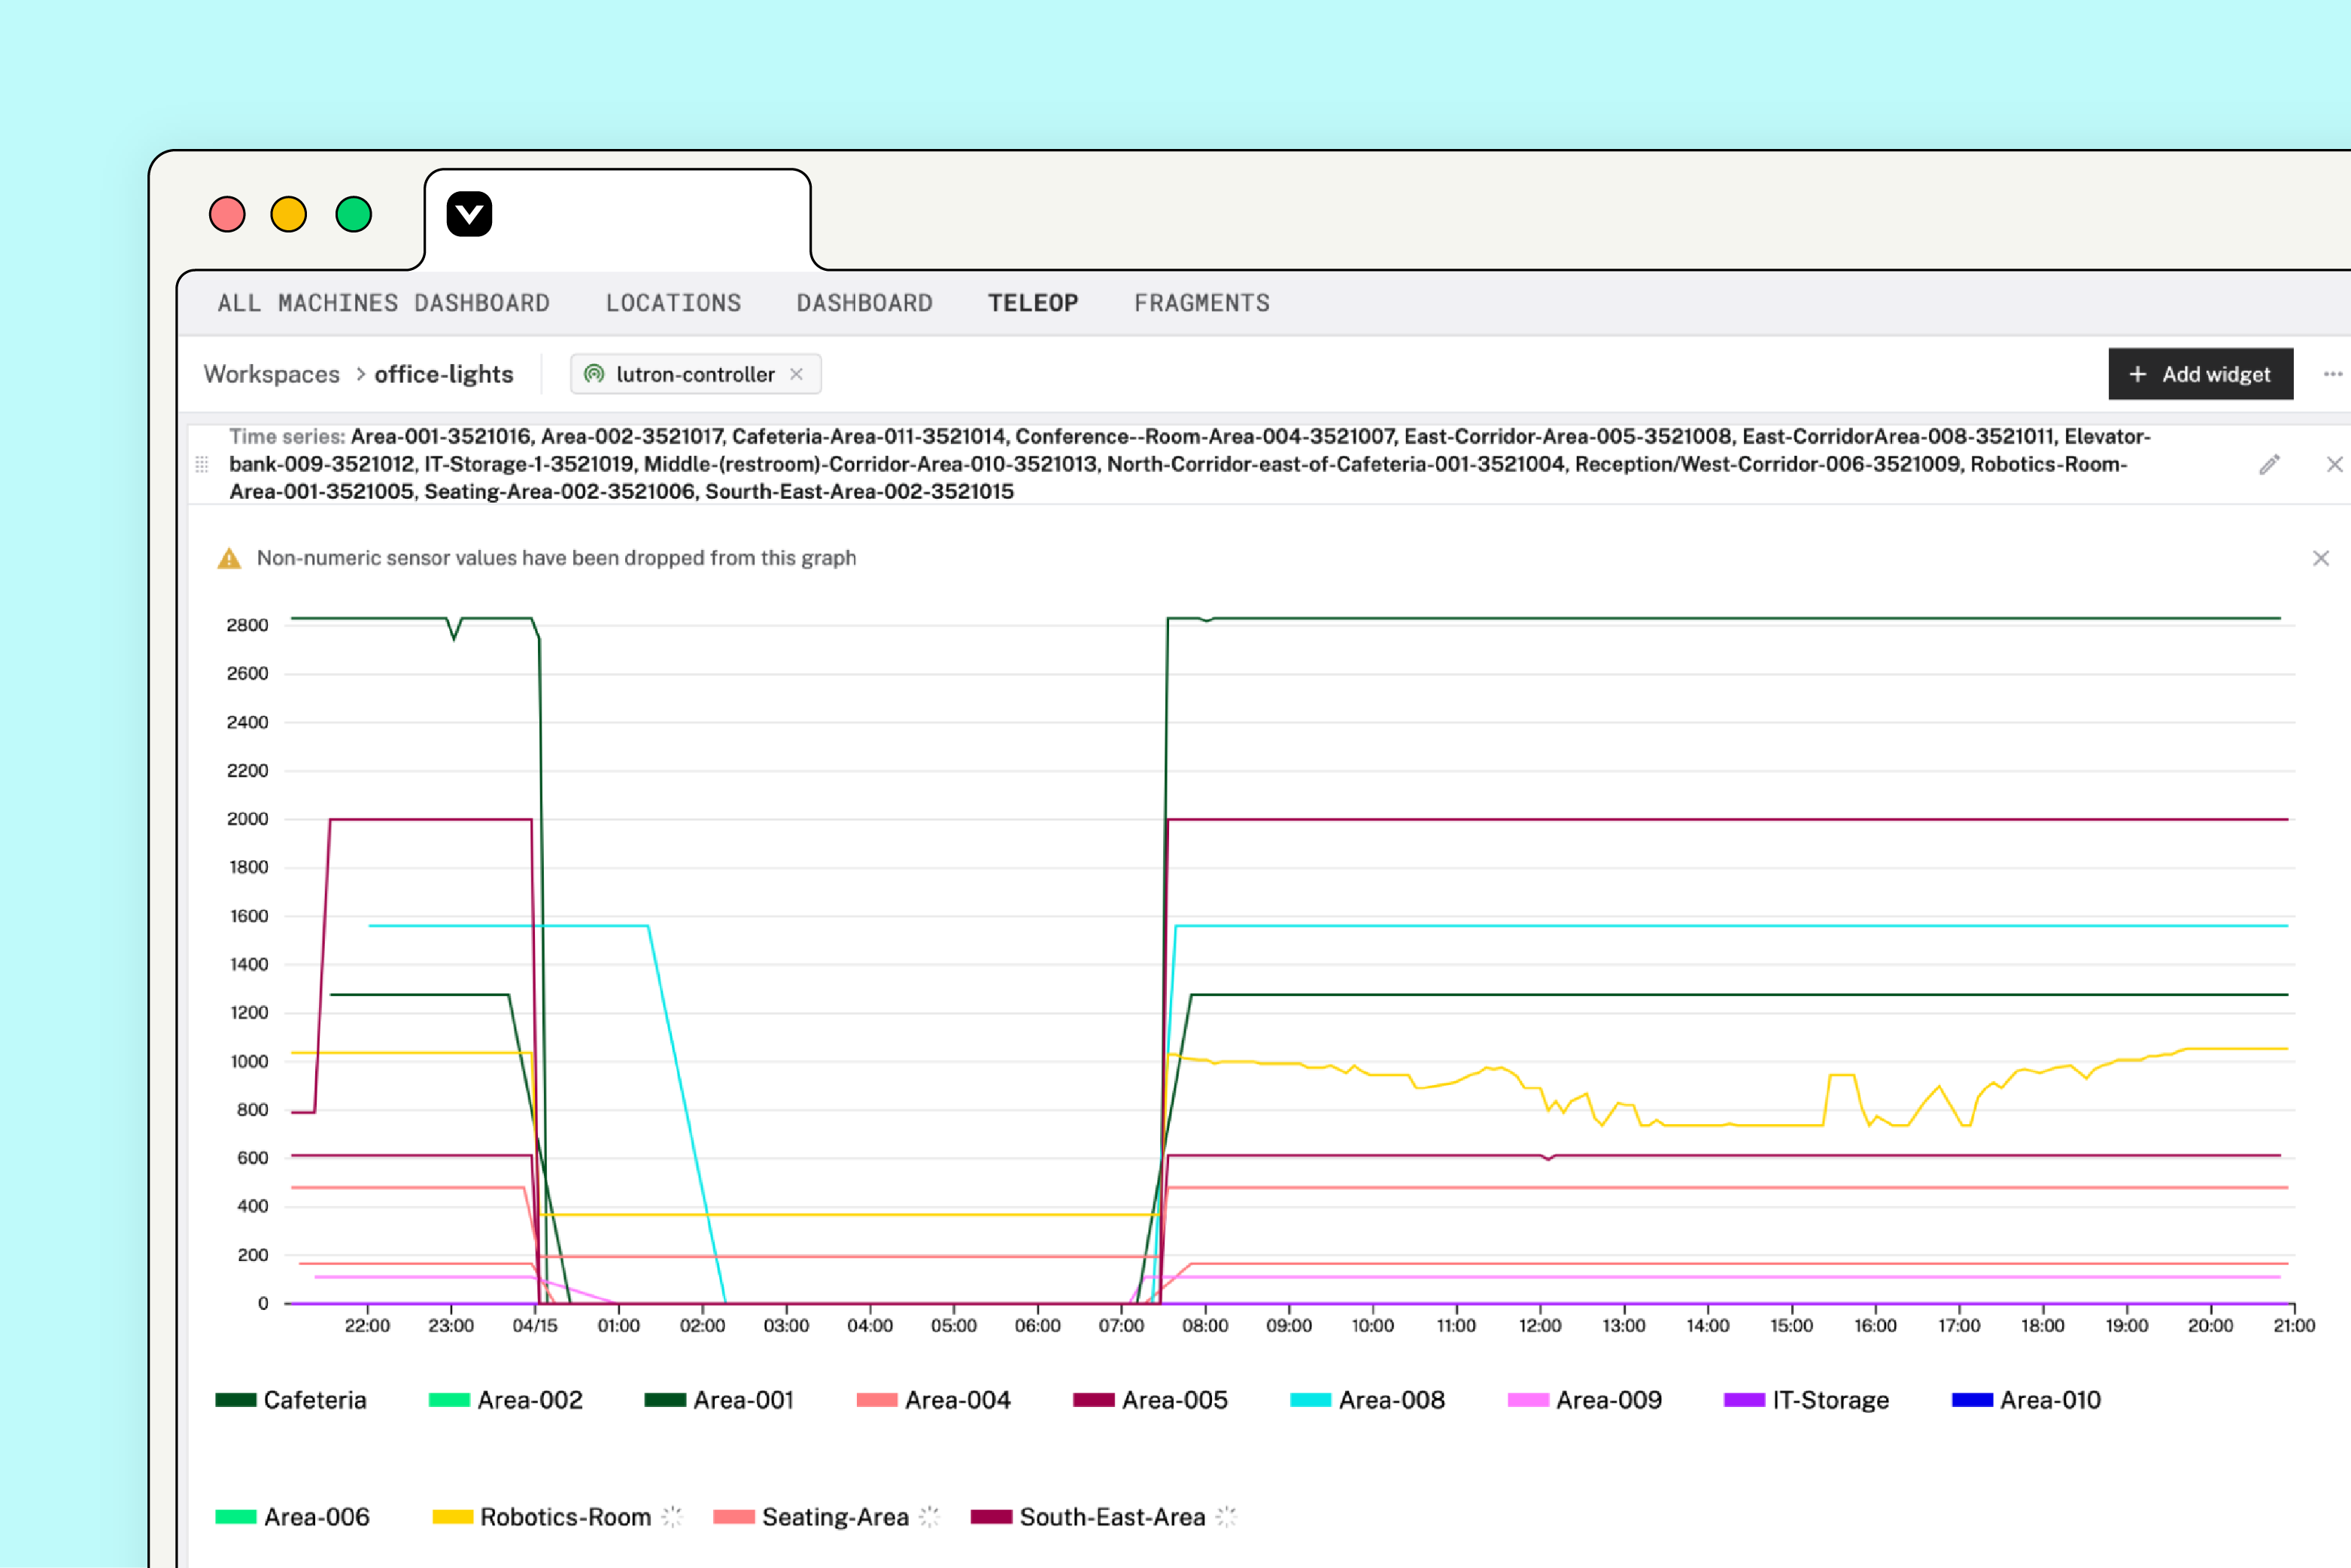 ALL MACHINES DASHBOARD LOCATIONS DASHBOARD TELEOP FRAGMENTS
Workspaces > office-lights lutron-controller × + Add widget ...
Time series: Area-001-3521016, Area-002-3521017, Cafeteria-Area-011-3521014, Conference--Room-Area-004-3521007, East-Corridor-Area-005-3521008, East-CorridorArea-008-3521011, Elevator-
bank-009-3521012, IT-Storage-1-3521019, Middle-(restroom)-Corridor-Area-010-3521013, North-Corridor-east-of-Cafeteria-001-3521004, Reception/West-Corridor-006-3521009, Robotics-Room-
Area-001-3521005, Seating-Area-002-3521006, Sourth-East-Area-002-3521015
Non-numeric sensor values have been dropped from this graph
2800
2600
2400
2200
2000
1800
1600
1400
1200
1000
800
600
400
200
0
22:00 23:00 04/15 01:00 02:00 03:00 04:00 05:00 06:00 07:00 08:00 09:00 10:00 11:00 12:00 13:00 14:00 15:00 16:00 17:00 18:00 19:00 20:00 21:00
Cafeteria Area-002 Area-001 Area-004 Area-005 Area-008 Area-009 IT-Storage Area-010
Area-006 Robotics-Room Seating-Area South-East-Area